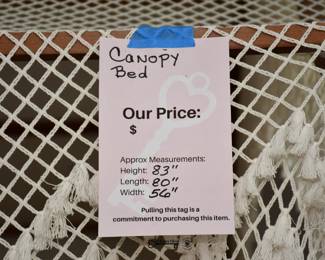 Canopy
Bed
Our Price:
$
Approx Measurements:
Height: 83"
Length: 80"
Width: 56"
Pulling this tag is a
commitment to purchasing this item.